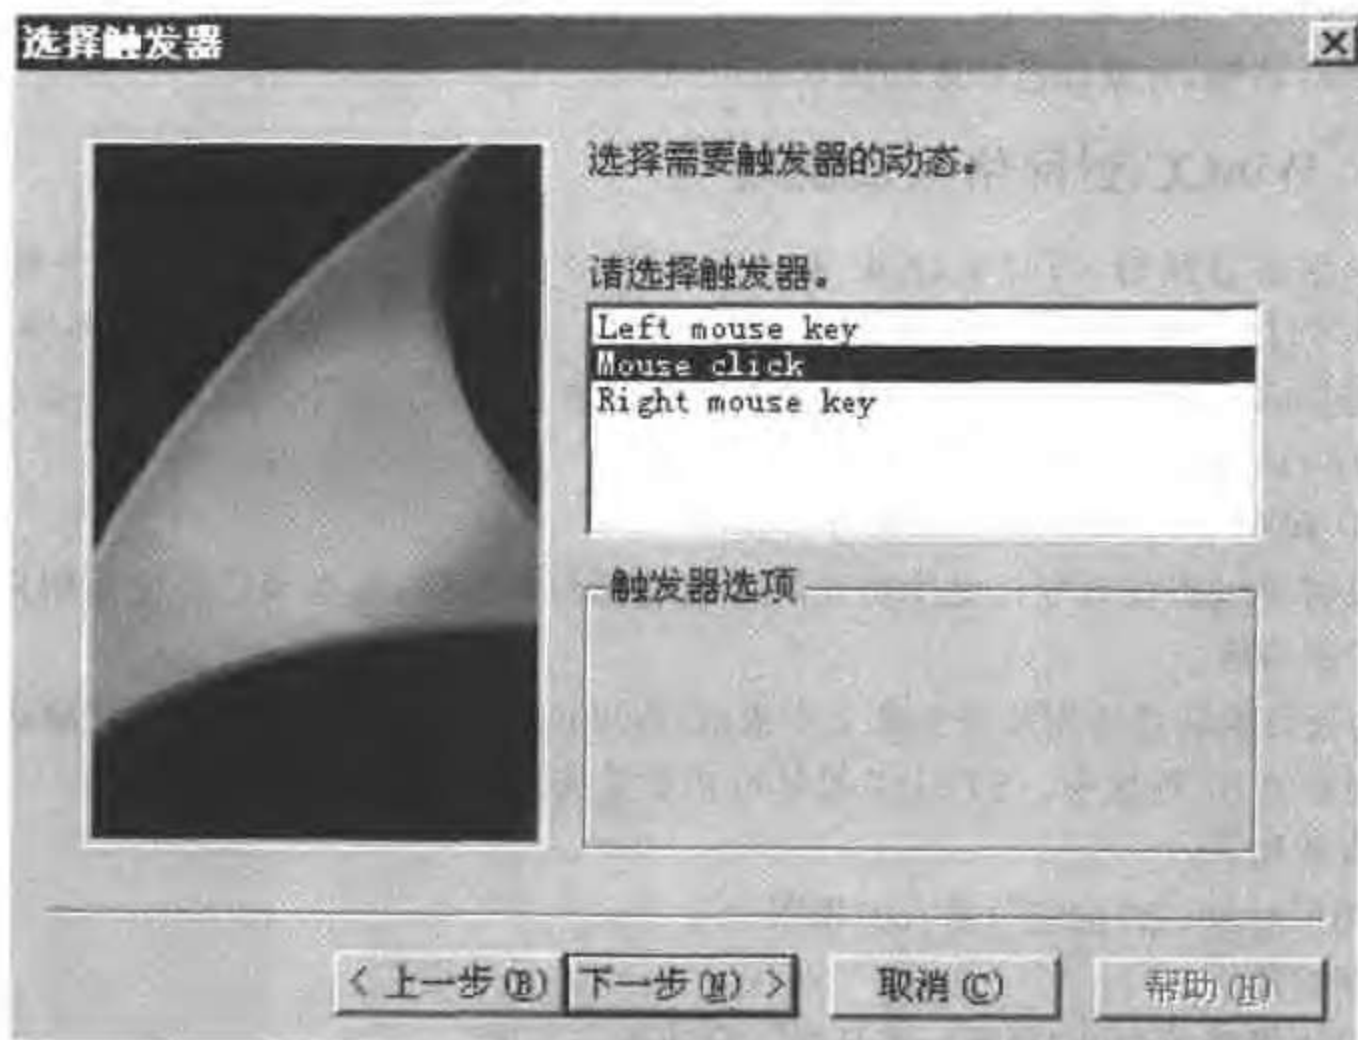 选择触发器
选择需要触发器的动态。
请选择触发器。
Left mouse key
Mouse click
Right mouse key
触发器选项
< 上一步(B)
下一步(N) >
取消(C)
帮助(H)